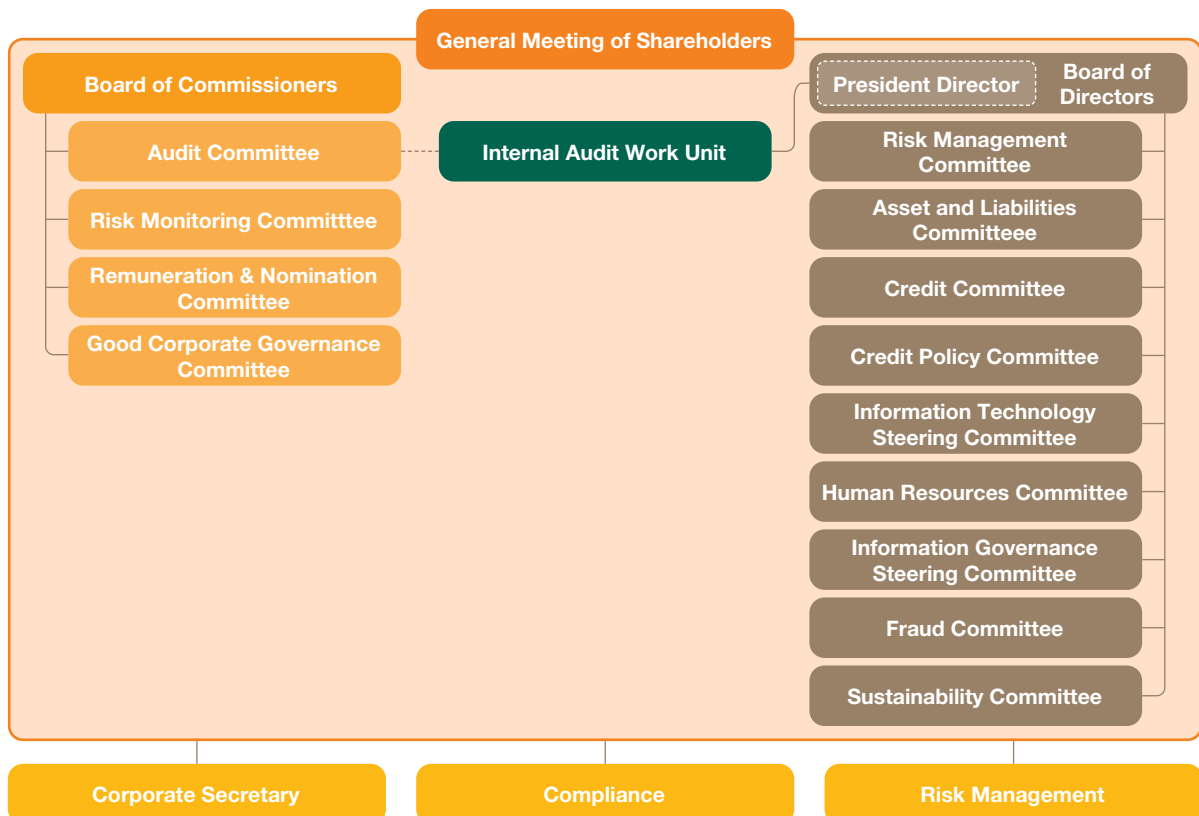 General Meeting of Shareholders
Board of Commissioners
Audit Committee
Risk Monitoring Committtee
Remuneration & Nomination
Committee
Good Corporate Governance
Committee
Internal Audit Work Unit
President Director
Board of
Directors
Risk Management
Committee
Asset and Liabilities
Committeee
Credit Committee
Credit Policy Committee
Information Technology
Steering Committee
Human Resources Committee
Information Governance
Steering Committee
Fraud Committee
Sustainability Committee
Corporate Secretary
Compliance
Risk Management